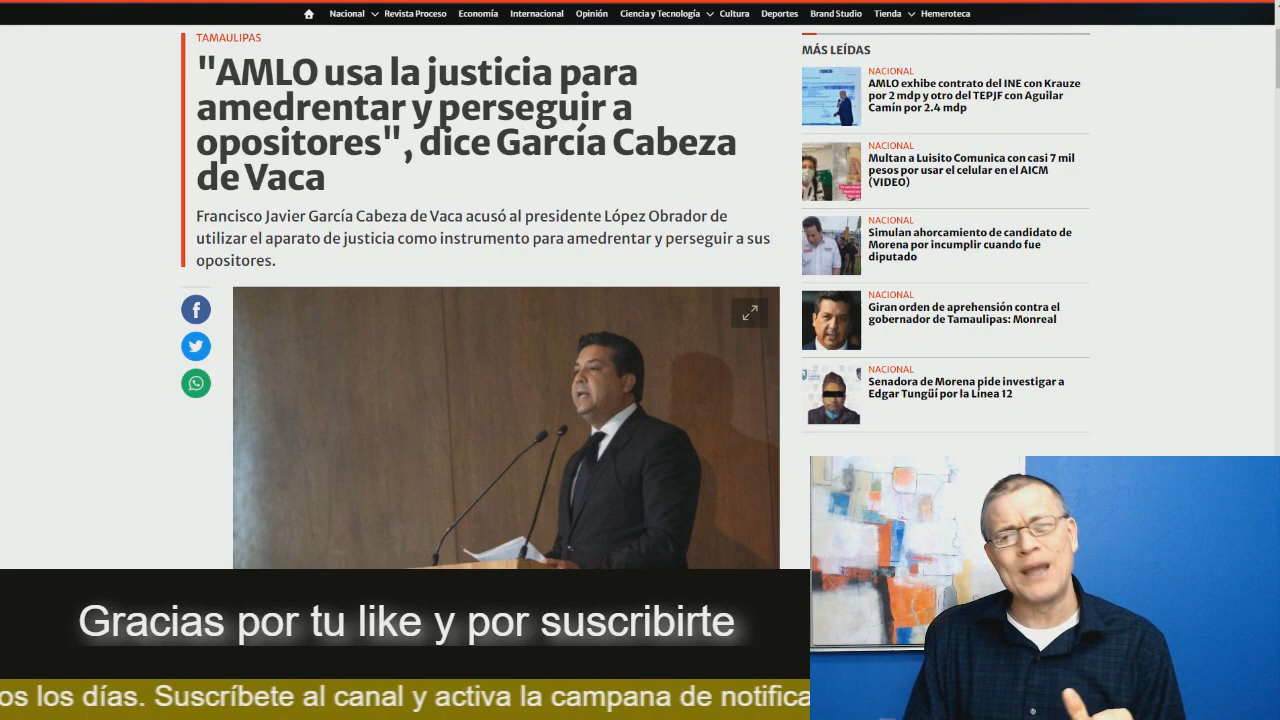 Nacional Revista Proceso Economía Internacional Opinión Ciencia y Tecnología Cultura Deportes Brand Studio Tienda Hemeroteca
TAMAULIPAS
"AMLO usa la justicia para
amedrentar y perseguir a
opositores", dice García Cabeza
de Vaca
Francisco Javier García Cabeza de Vaca acusó al presidente López Obrador de
utilizar el aparato de justicia como instrumento para amedrentar y perseguir a sus
opositores.
MÁS LEÍDAS
NACIONAL
AMLO exhibe contrato del INE con Krauze
por 2 mdp y otro del TEPJF con Aguilar
Camín por 2.4 mdp
NACIONAL
Multan a Luisito Comunica con casi 7 mil
pesos por usar el celular en el AICM
(VIDEO)
NACIONAL
Simulan ahorcamiento de candidato de
Morena por incumplir cuando fue
diputado
NACIONAL
Giran orden de aprehensión contra el
gobernador de Tamaulipas: Monreal
NACIONAL
Senadora de Morena pide investigar a
Edgar Tungüí por la Línea 12
Gracias por tu like y por suscribirte
os los días. Suscríbete al canal y activa la campana de notifica